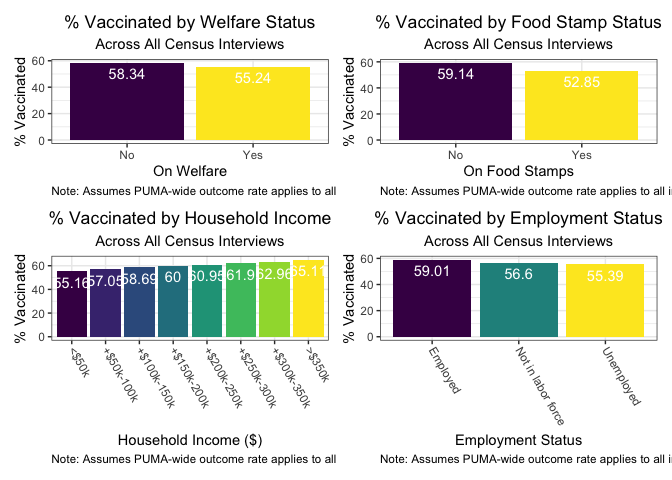 % Vaccinated by Welfare Status
Across All Census Interviews
% Vaccinated
60
40
20
0
58.34
55.24
No
Yes
On Welfare
Note: Assumes PUMA-wide outcome rate applies to all
% Vaccinated by Food Stamp Status
Across All Census Interviews
% Vaccinated
60
40
20
0
59.14
52.85
No
Yes
On Food Stamps
Note: Assumes PUMA-wide outcome rate applies to all i
% Vaccinated by Household Income
Across All Census Interviews
% Vaccinated
60
40
20
0
55.16
57.05
58.69
60
60.95
61.9
62.96
65.11
<$50k
+$50k-100k
+$100k-150k
+$150k-200k
+$200k-250k
+$250k-300k
+$300k-350k
>$350k
Household Income ($)
Note: Assumes PUMA-wide outcome rate applies to all
% Vaccinated by Employment Status
Across All Census Interviews
% Vaccinated
60
40
20
0
59.01
56.6
55.39
Employed
Not in labor force
Unemployed
Employment Status
Note: Assumes PUMA-wide outcome rate applies to all i